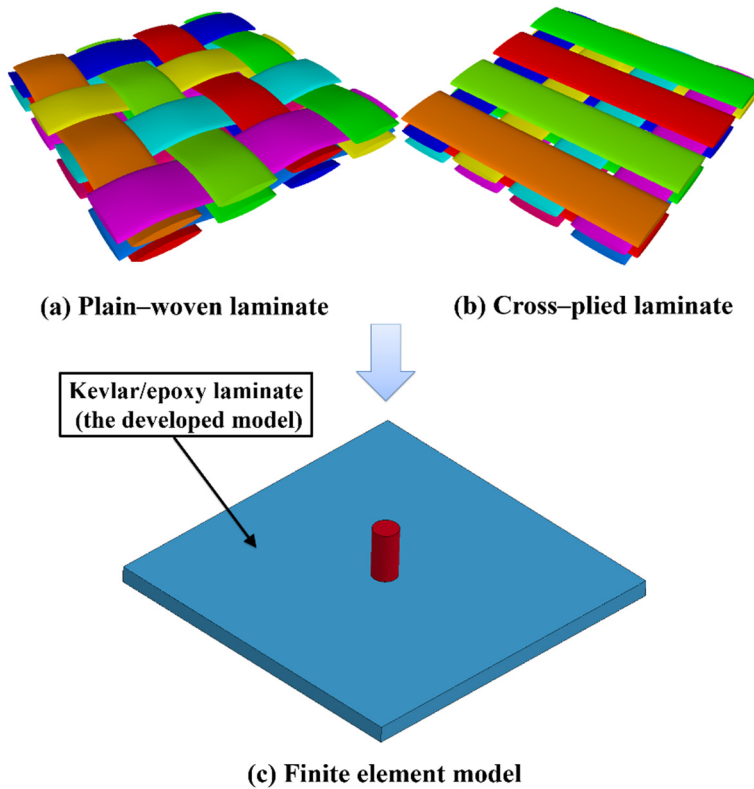 (a) Plain–woven laminate
(b) Cross–plied laminate
Kevlar/epoxy laminate
(the developed model)
(c) Finite element model